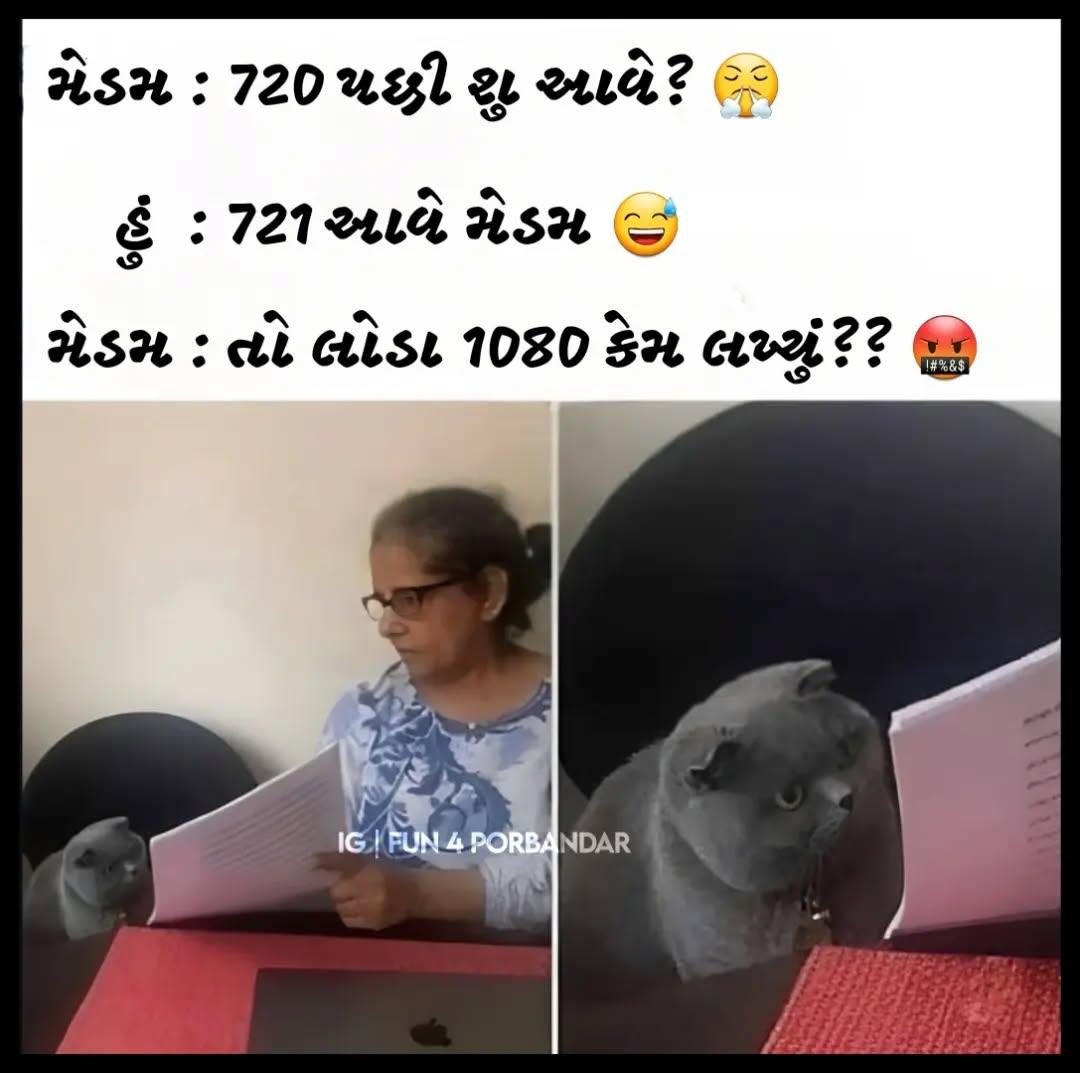 મેડમ : 720 પછી શુ આવે? 😤
હું : 721 આવે મેડમ 😅
મેડમ : તો લોડા 1080 કેમ લખ્યું?? 🤬
IG | FUN 4 PORBANDAR